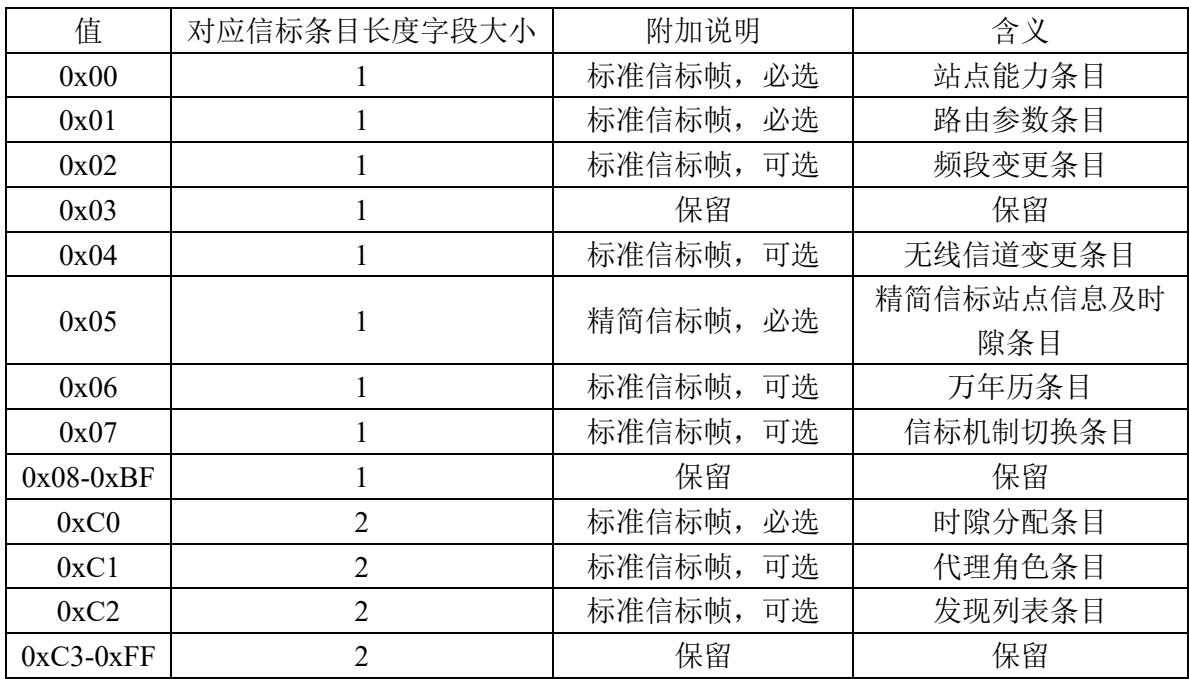 值 对应信标条目长度字段大小 附加说明 含义
0x00 1 标准信标帧，必选 站点能力条目
0x01 1 标准信标帧，必选 路由参数条目
0x02 1 标准信标帧，可选 频段变更条目
0x03 1 保留 保留
0x04 1 标准信标帧，可选 无线信道变更条目
0x05 1 精简信标帧，必选 精简信标站点信息及时
隙条目
0x06 1 标准信标帧，可选 万年历条目
0x07 1 标准信标帧，可选 信标机制切换条目
0x08-0xBF 1 保留 保留
0xC0 2 标准信标帧，必选 时隙分配条目
0xC1 2 标准信标帧，可选 代理角色条目
0xC2 2 标准信标帧，可选 发现列表条目
0xC3-0xFF 2 保留 保留